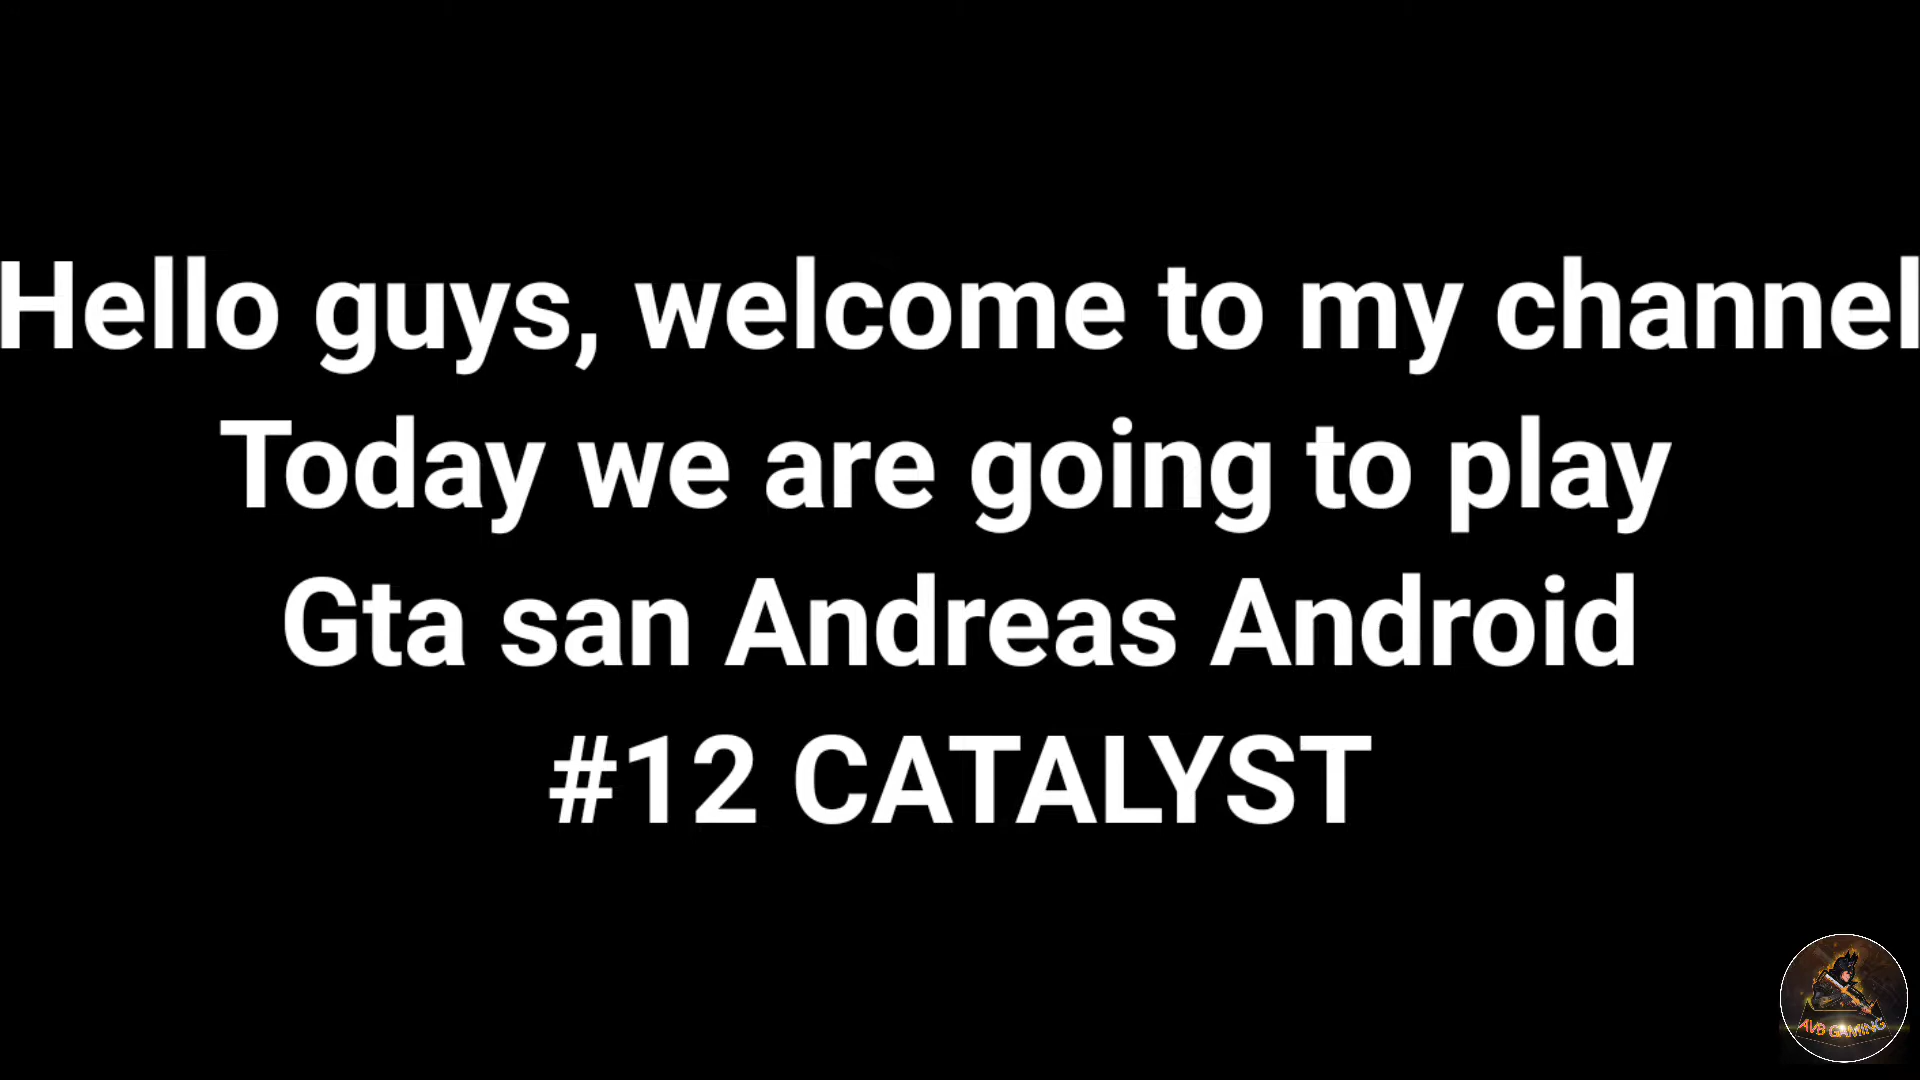 Hello guys, welcome to my channel
Today we are going to play
Gta san Andreas Android
#12 CATALYST
AVB GAMING